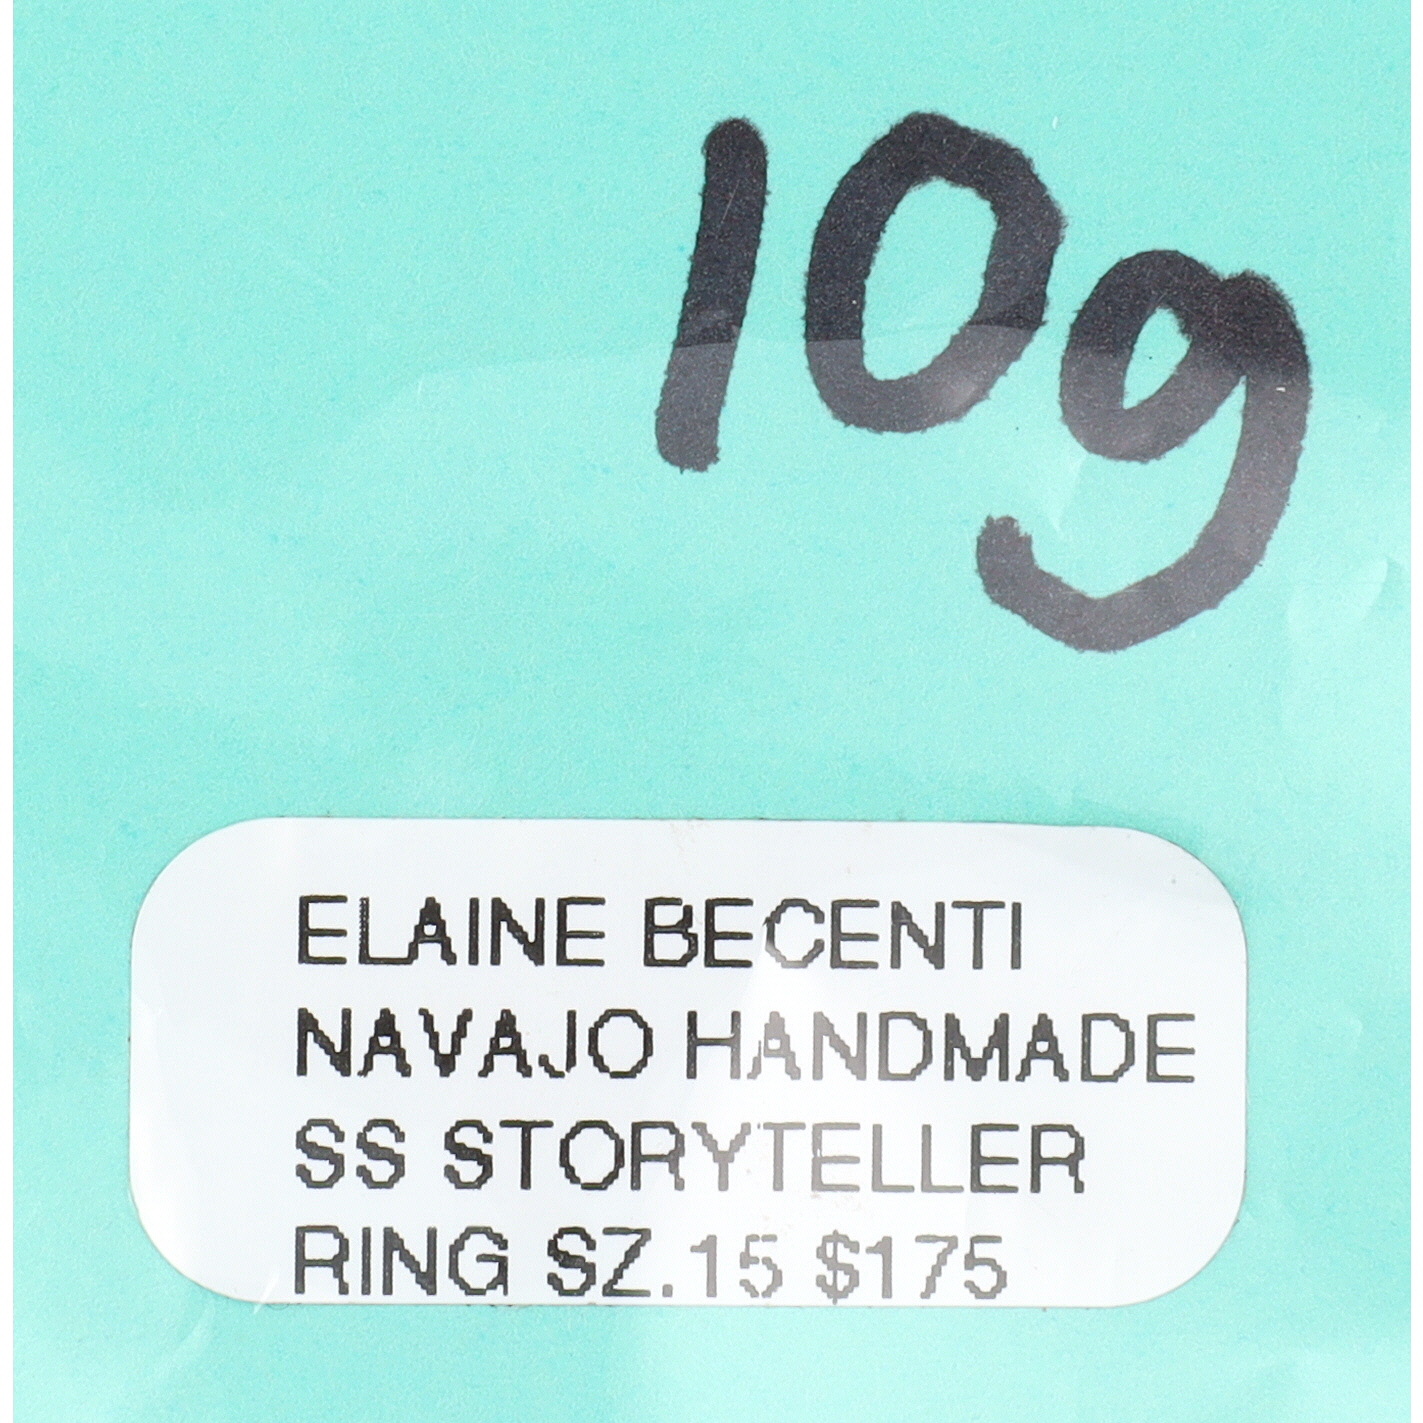 10g
ELAINE BECENTI
NAVAJO HANDMADE
SS STORYTELLER
RING SZ.15 $175